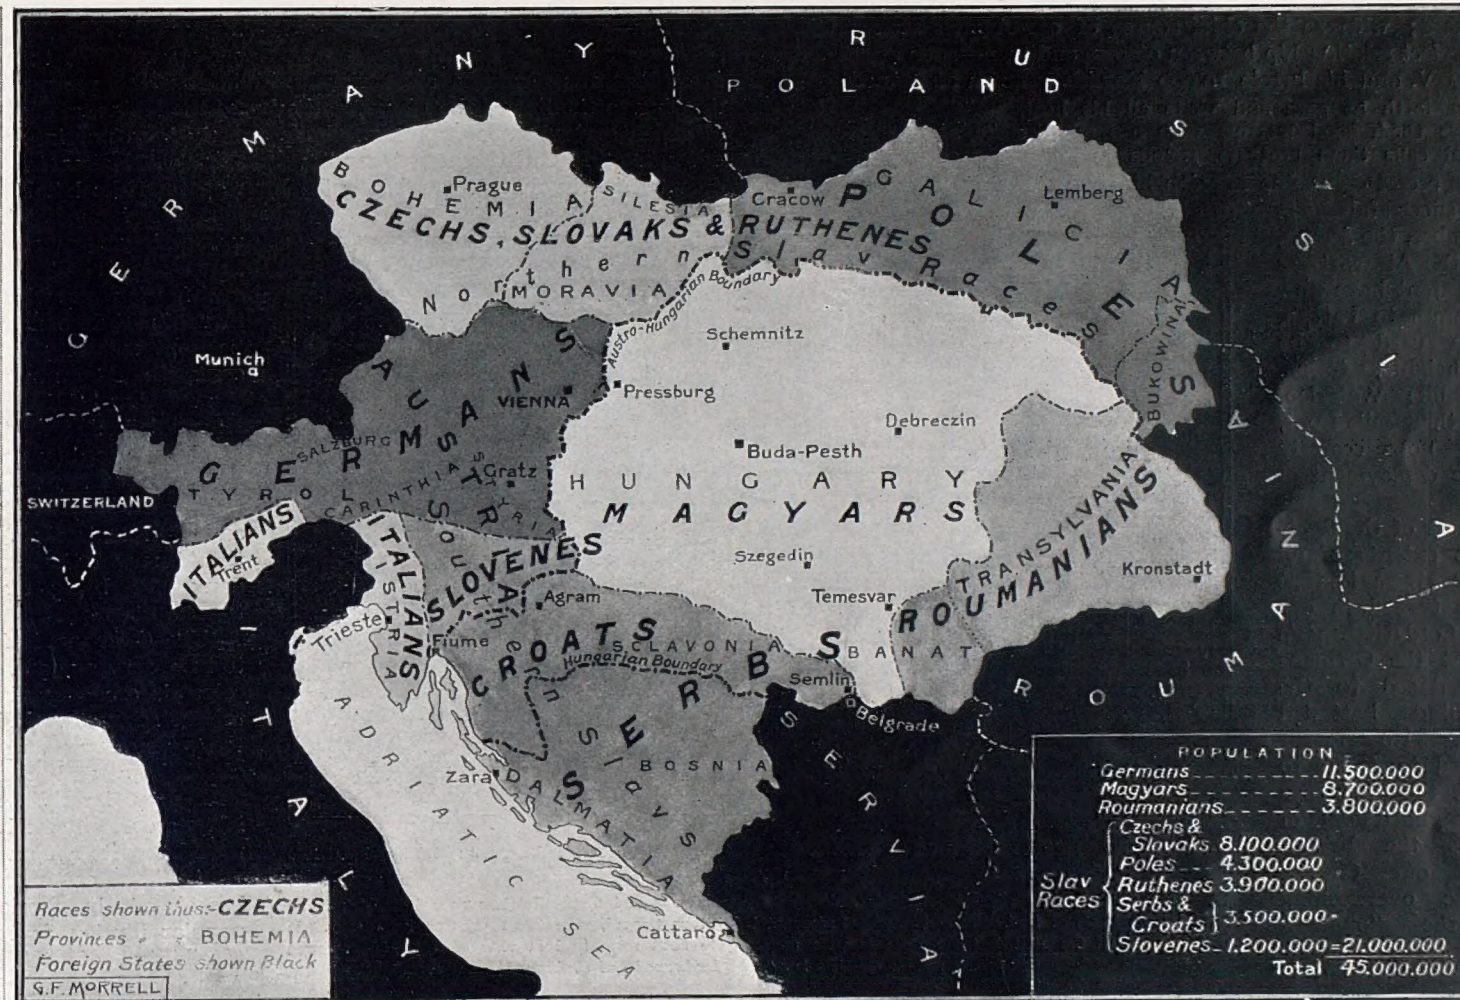 GERMANY
RUSSIA
POLAND
BOHEMIA
Prague
SILESIA
Cracow
GALICIA
Lemberg
POLES
CZECHS, SLOVAKS & RUTHENES
Northern Slav Races
MORAVIA
Austro-Hungarian Boundary
BUKOWINA
Schemnitz
Munich
Pressburg
VIENNA
AUSTRIA
GERMANS
SALZBURG
Debreczin
Buda-Pesth
TYROL
CARINTHIA
STYRIA
Gratz
HUNGARY
MAGYARS
SWITZERLAND
TRANSYLVANIA
ROUMANIANS
Kronstadt
ITALIANS
Trent
ITALIANS
ISTRIA
SLOVENES
Southern Slavs
Szegedin
Temesvar
Agram
Trieste
Fiume
CROATS
SCLAVONIA
Hungarian Boundary
SERBS
BANAT
Semlin
Belgrade
ROUMANIA
ITALY
ADRIATIC SEA
Zara
DALMATIA
BOSNIA
SERVIA
Cattaro
POPULATION
Germans 11.500.000
Magyars 8.700.000
Roumanians 3.800.000
Slav Races
Czechs & Slovaks 8.100.000
Poles 4.300.000
Ruthenes 3.900.000
Serbs & Croats 3.500.000
Slovenes 1.200.000=21.000.000
Total 45.000.000
Races shown thus:-CZECHS
Provinces " " BOHEMIA
Foreign States shown Black
G.F. MORRELL